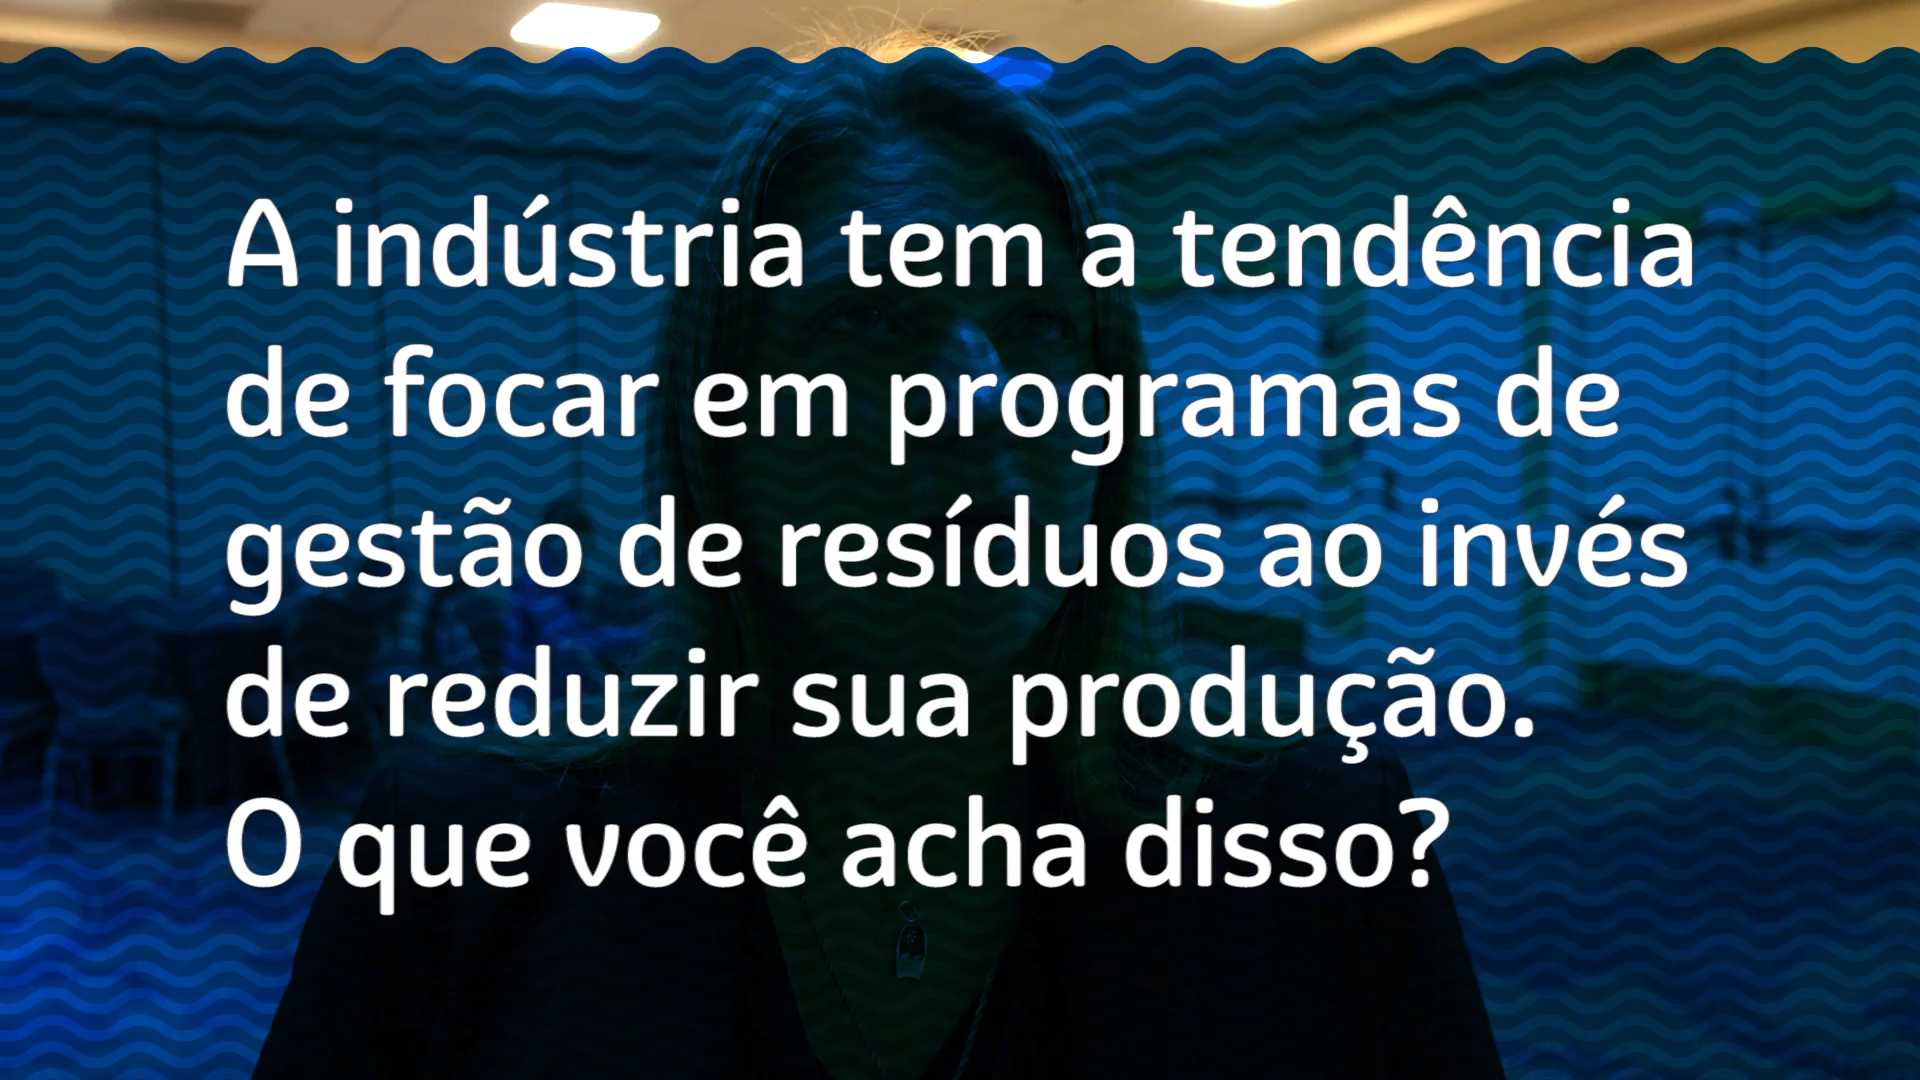 A indústria tem a tendência
de focar em programas de
gestão de resíduos ao invés
de reduzir sua produção.
O que você acha disso?